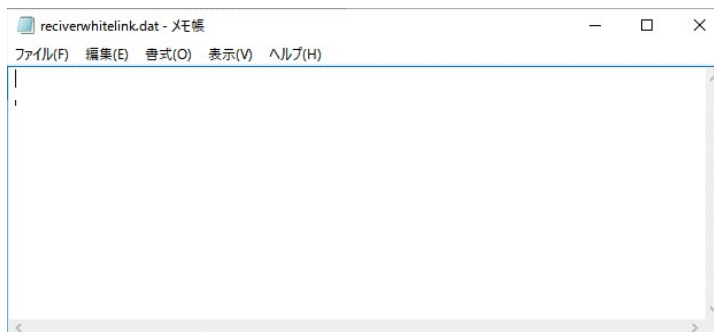 reciverwhitelink.dat - メモ帳
ファイル(F) 編集(E) 書式(O) 表示(V) ヘルプ(H)